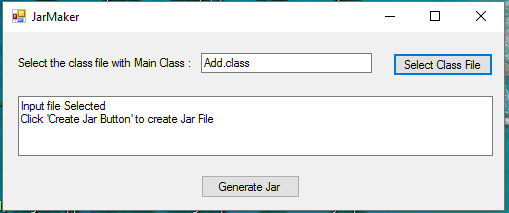 JarMaker
Select the class file with Main Class : Add.class Select Class File
Input file Selected
Click 'Create Jar Button' to create Jar File
Generate Jar